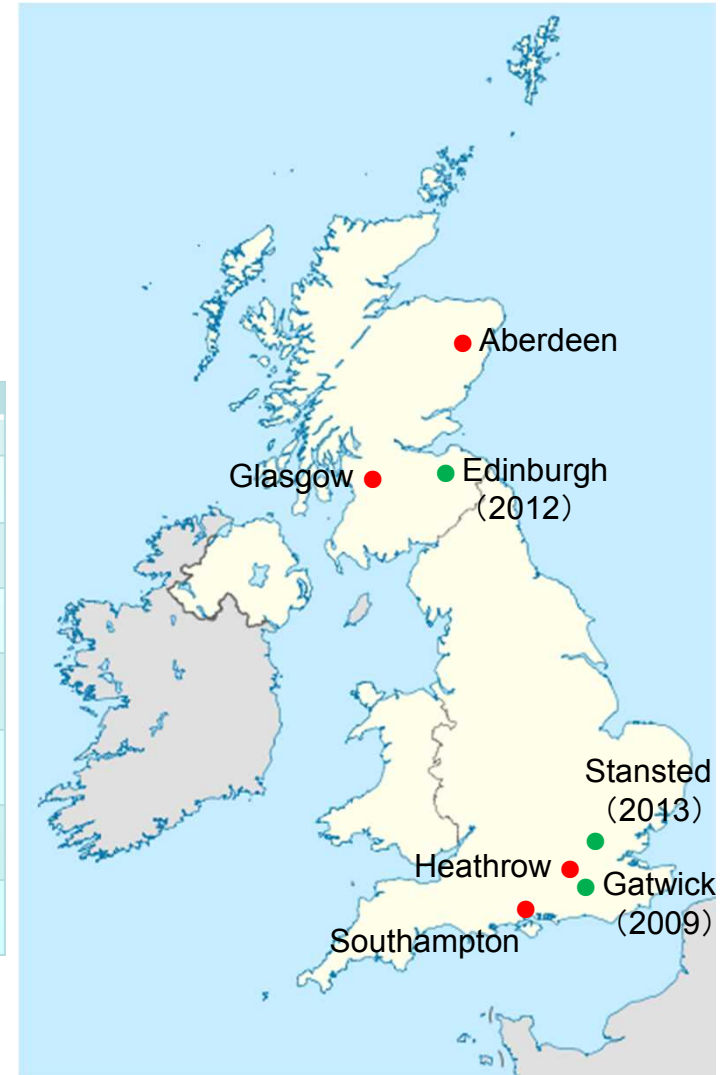 Aberdeen
Glasgow
Edinburgh
（2012）
Stansted
（2013）
Heathrow
Gatwick
（2009）
Southampton